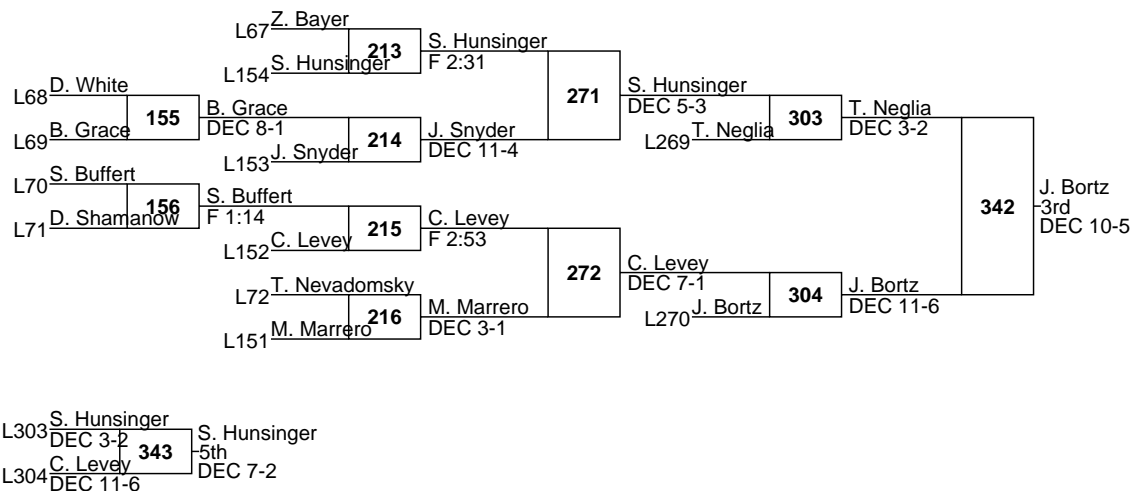 L67 Z. Bayer
213
S. Hunsinger
F 2:31
L154 S. Hunsinger
271
S. Hunsinger
DEC 5-3
L68 D. White
155
B. Grace
DEC 8-1
L69 B. Grace
214
J. Snyder
DEC 11-4
L153 J. Snyder
303
T. Neglia
DEC 3-2
L269 T. Neglia
L70 S. Buffert
156
S. Buffert
F 1:14
L71 D. Shamanow
215
C. Levey
F 2:53
L152 C. Levey
342
J. Bortz
3rd
DEC 10-5
272
C. Levey
DEC 7-1
L72 T. Nevadomsky
216
M. Marrero
DEC 3-1
L151 M. Marrero
304
J. Bortz
DEC 11-6
L270 J. Bortz
L303 S. Hunsinger
DEC 3-2
343
S. Hunsinger
5th
DEC 7-2
L304 C. Levey
DEC 11-6